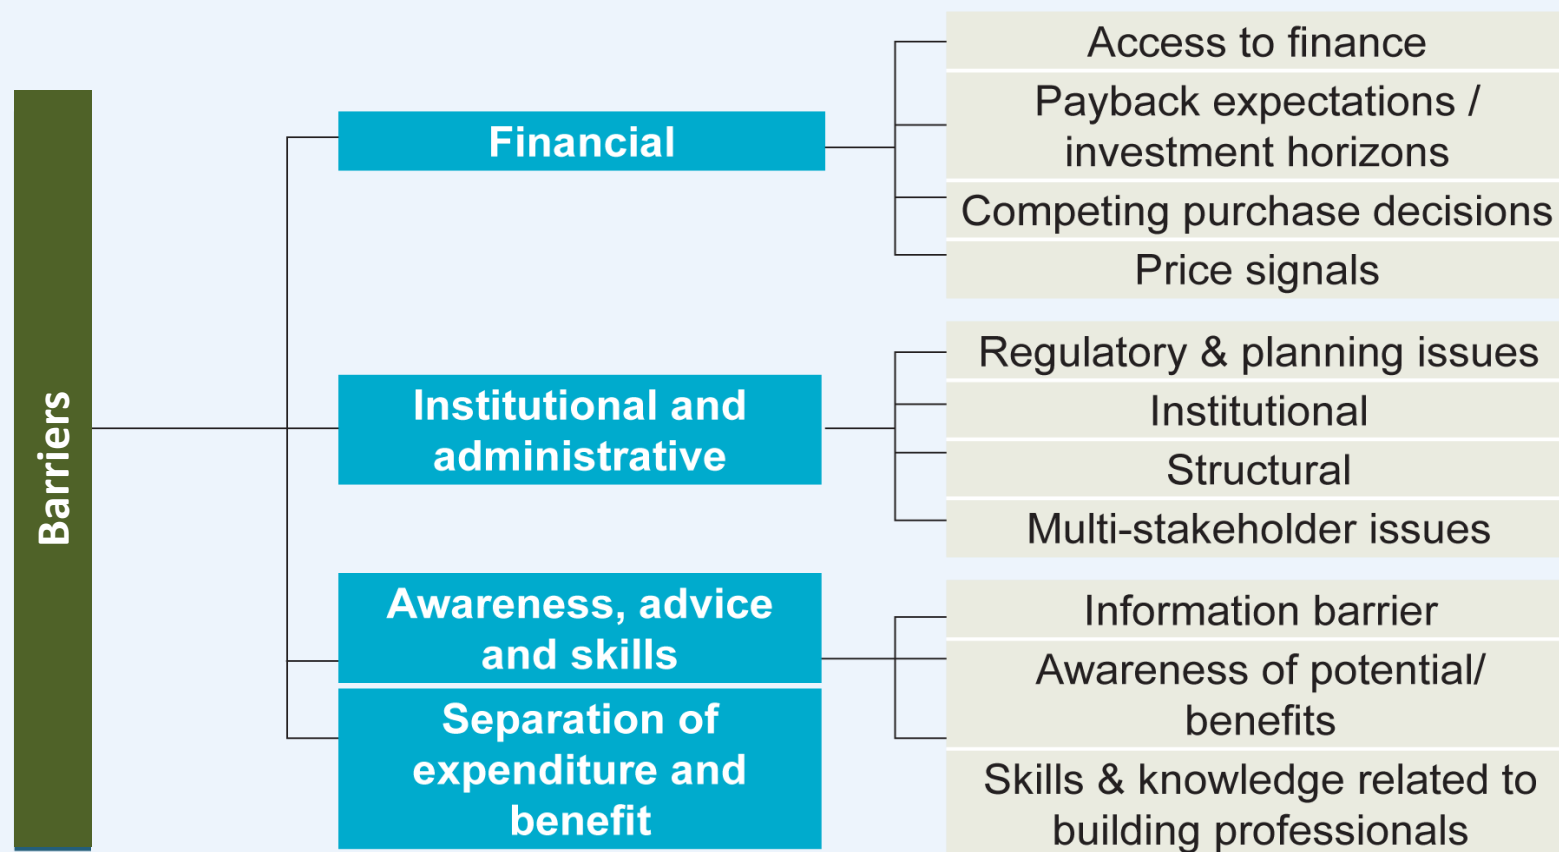 Barriers
Financial
Access to finance
Payback expectations /
investment horizons
Competing purchase decisions
Price signals
Institutional and
administrative
Regulatory & planning issues
Institutional
Structural
Multi-stakeholder issues
Awareness, advice
and skills
Information barrier
Awareness of potential/
benefits
Skills & knowledge related to
building professionals
Separation of
expenditure and
benefit